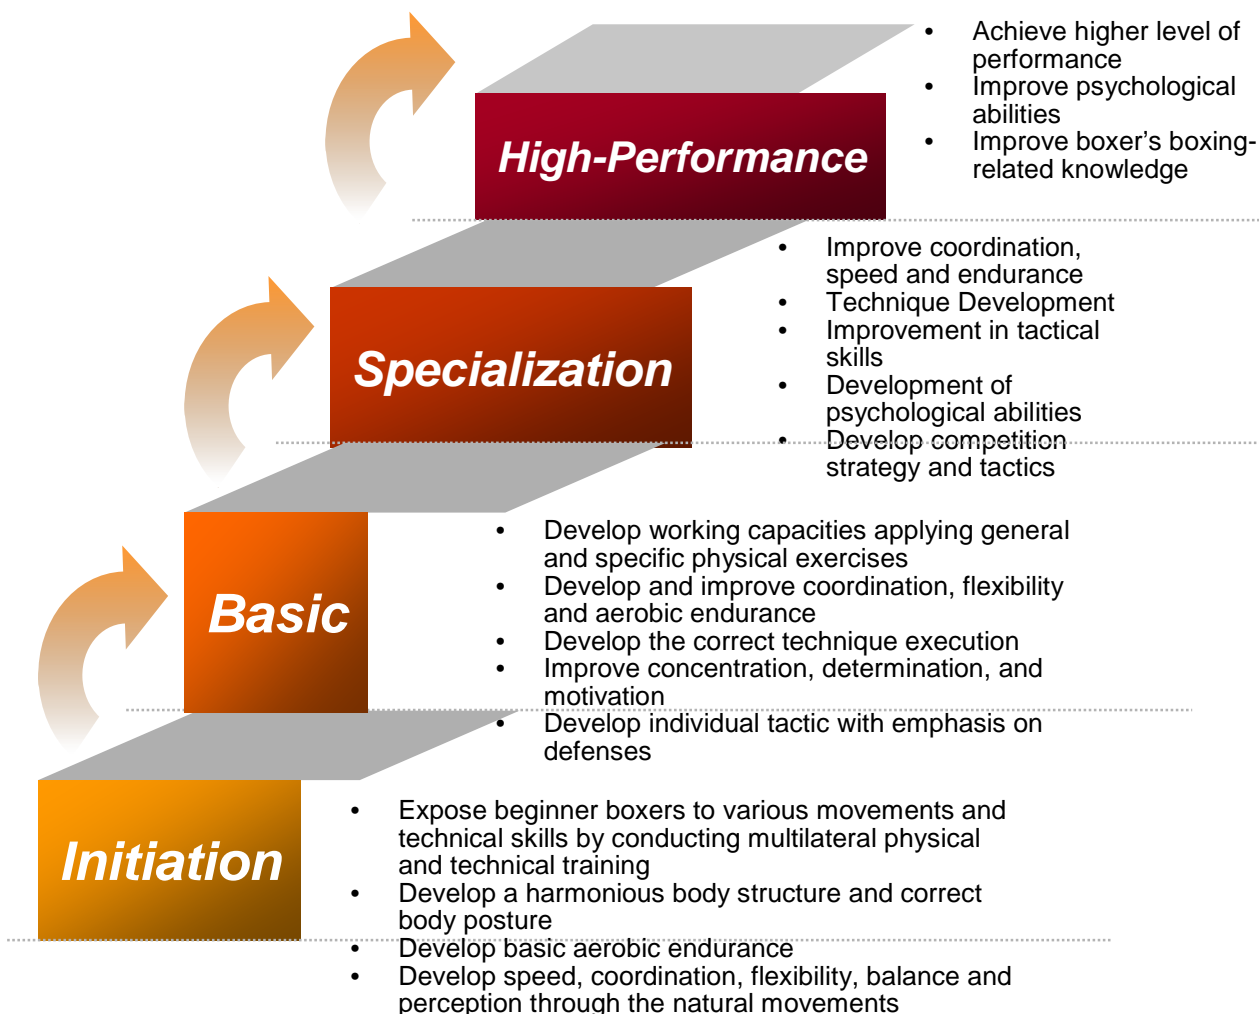 • Achieve higher level of
performance
• Improve psychological
abilities
• Improve boxer’s boxing-
related knowledge
High-Performance
• Improve coordination,
speed and endurance
• Technique Development
• Improvement in tactical
skills
• Development of
psychological abilities
• Develop competition
strategy and tactics
Specialization
• Develop working capacities applying general
and specific physical exercises
• Develop and improve coordination, flexibility
and aerobic endurance
• Develop the correct technique execution
• Improve concentration, determination, and
motivation
• Develop individual tactic with emphasis on
defenses
Basic
• Expose beginner boxers to various movements and
technical skills by conducting multilateral physical
and technical training
• Develop a harmonious body structure and correct
body posture
• Develop basic aerobic endurance
• Develop speed, coordination, flexibility, balance and
perception through the natural movements
Initiation